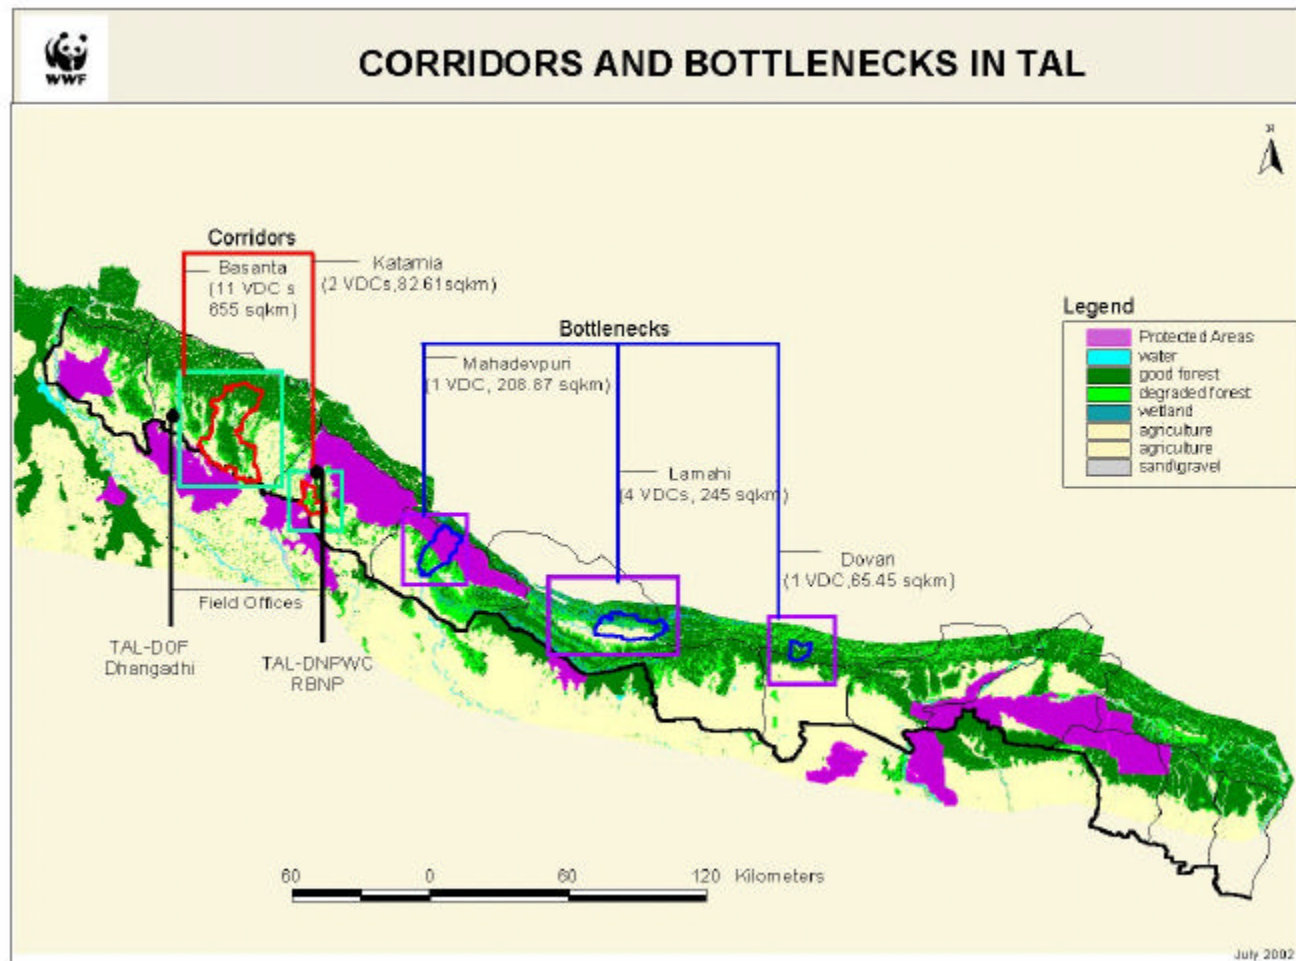 WWF
CORRIDORS AND BOTTLENECKS IN TAL
N
Corridors
Basanta
(11 VDC s
655 sqkm)
Katarnia
(2 VDCs,82.61sqkm)
Bottlenecks
Mahadevpuri
(1 VDC, 208.87 sqkm)
Lamahi
(4 VDCs, 245 sqkm)
Dovan
(1 VDC,65.45 sqkm)
Legend
Protected Areas
water
good forest
degraded forest
wetland
agriculture
agriculture
sand\gravel
Field Offices
TAL-DOF
Dhangadhi
TAL-DNPWC
RBNP
60 0 60 120 Kilometers
July 2002